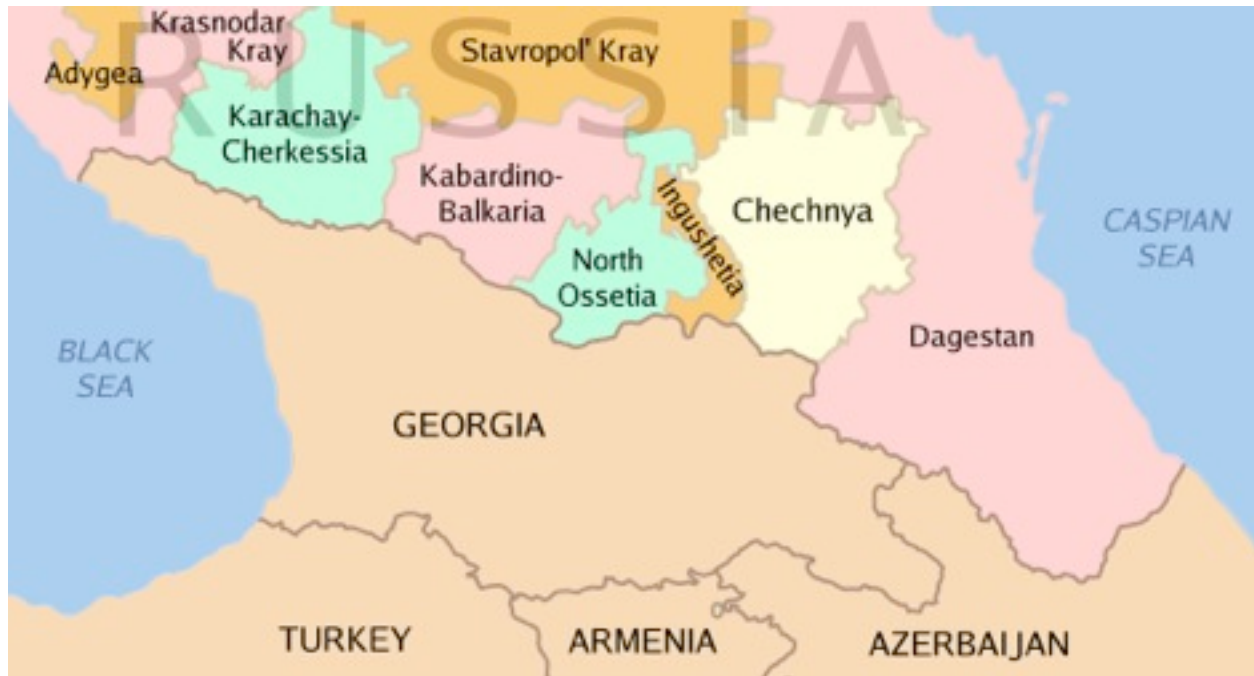 RUSSIA
Krasnodar
Kray
Adygea
Stavropol' Kray
Karachay-
Cherkessia
Kabardino-
Balkaria
Ingushetia
Chechnya
CASPIAN
SEA
North
Ossetia
BLACK
SEA
Dagestan
GEORGIA
TURKEY
ARMENIA
AZERBAIJAN